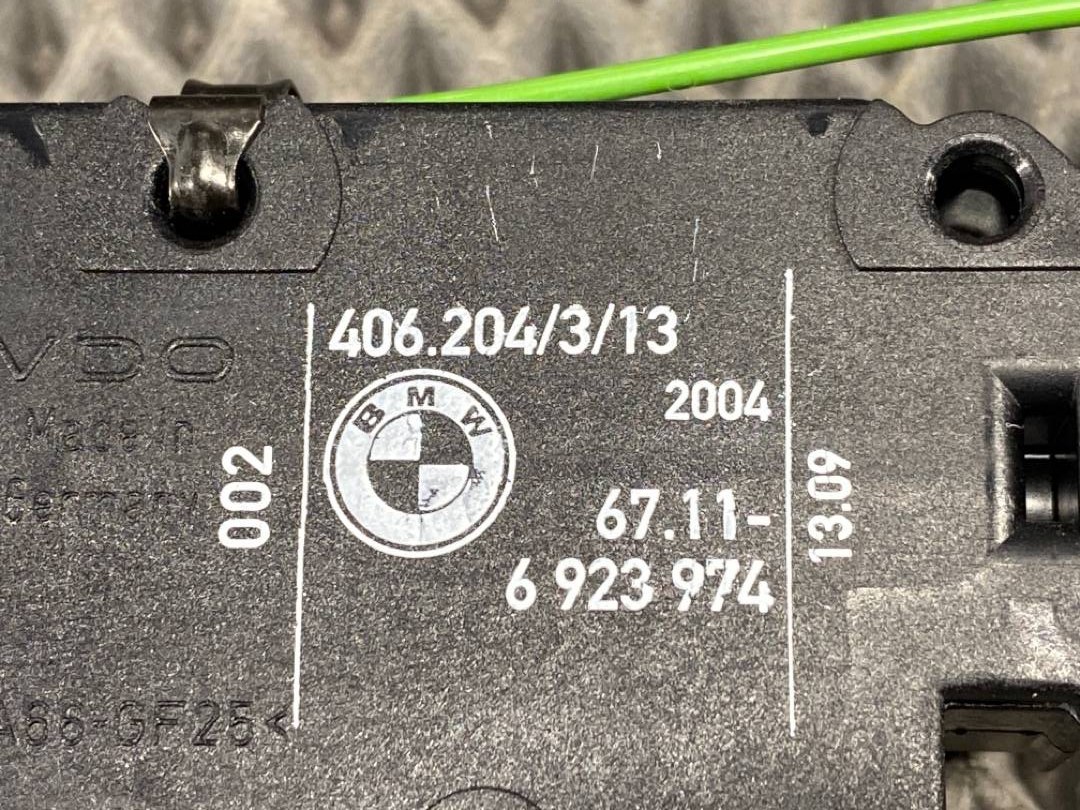 406.204/3/13
BMW
2004
VDO
Made in
Germany
002
67.11-
13.09
6 923 974
A66-GF25<